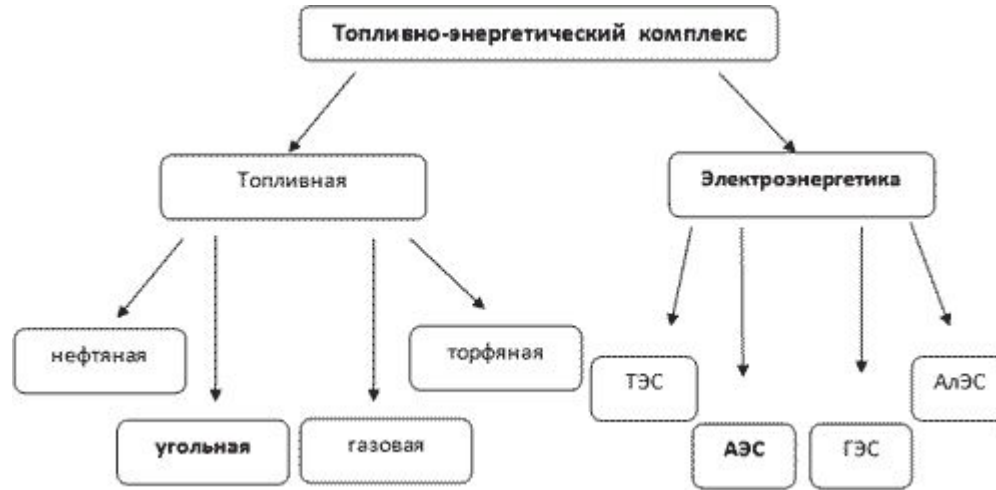 Топливно-энергетический комплекс
Топливная
Электроэнергетика
нефтяная
торфяная
ТЭС
АлЭС
угольная
газовая
АЭС
ГЭС